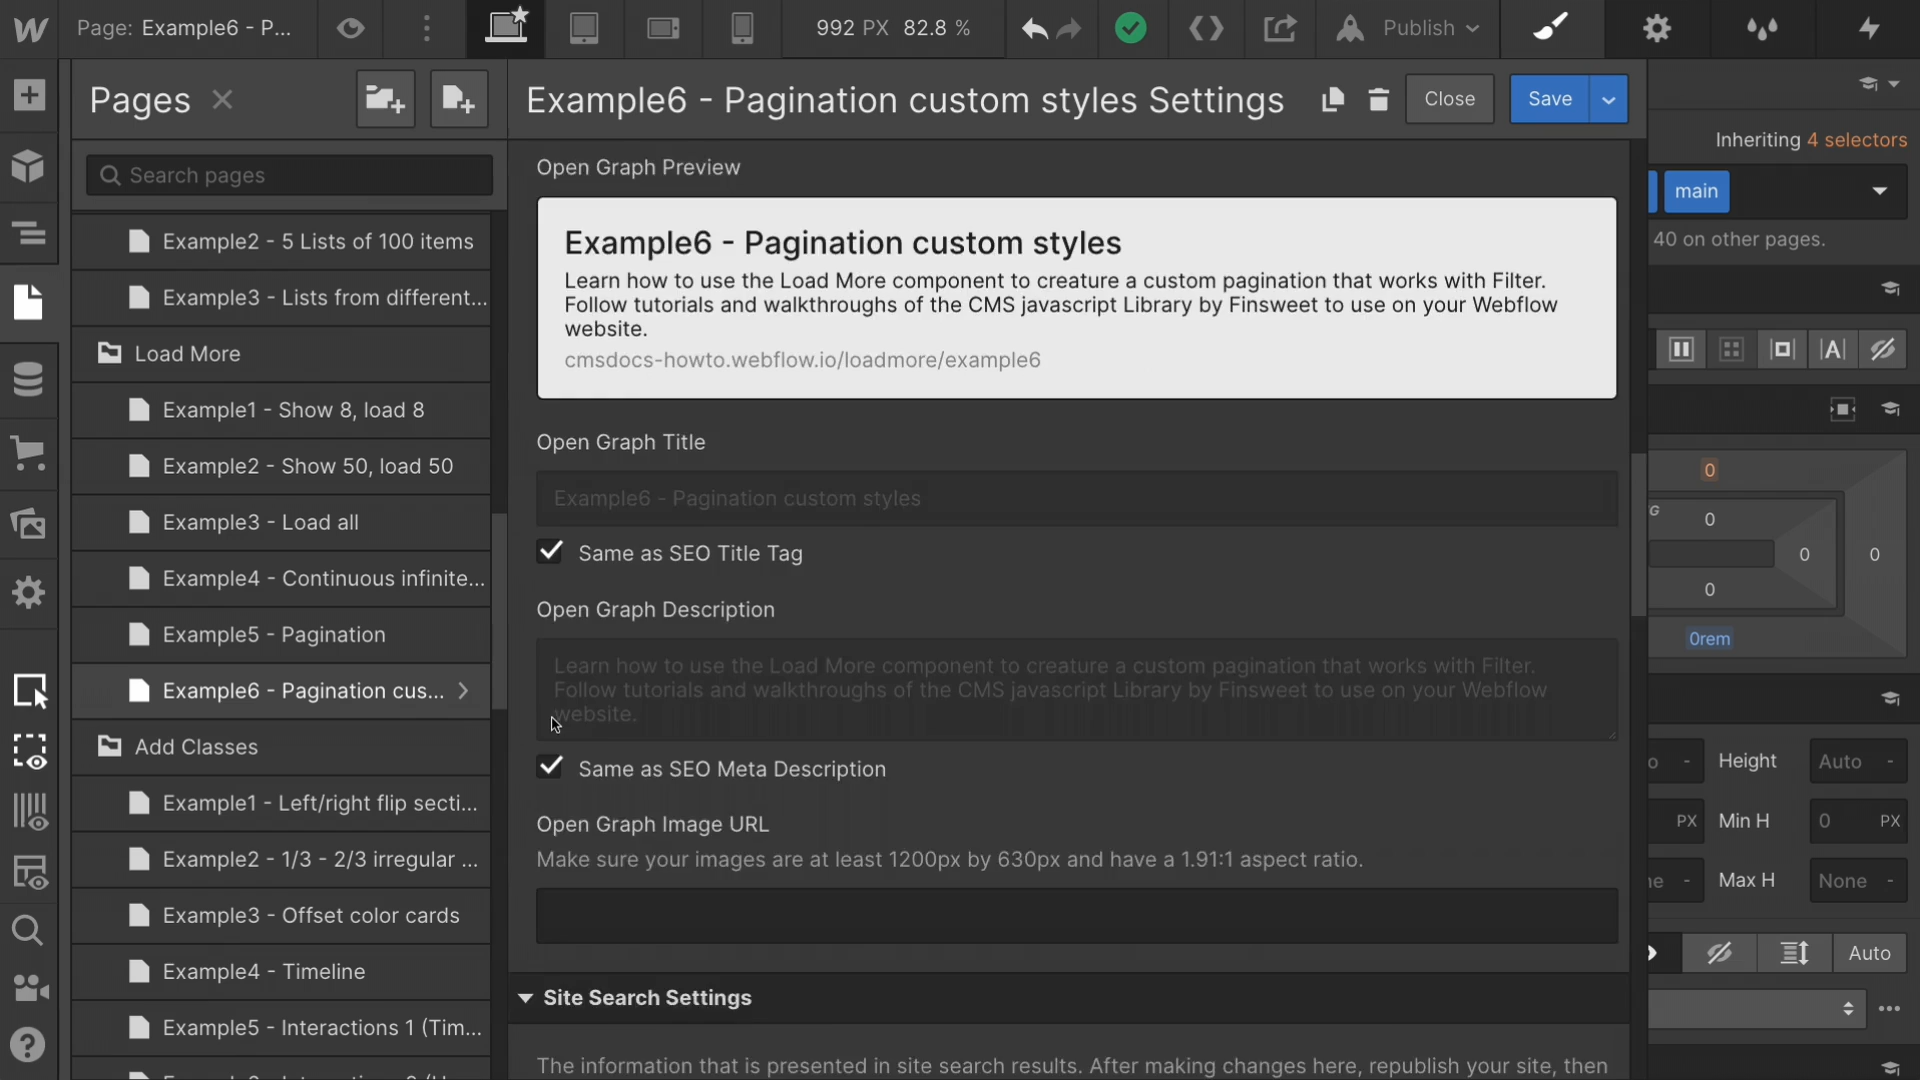 Page: Example6 - P...
992 PX 82.8 %
Publish
Pages
Example6 - Pagination custom styles Settings
Close
Save
Search pages
Example2 - 5 Lists of 100 items
Example3 - Lists from different...
Load More
Example1 - Show 8, load 8
Example2 - Show 50, load 50
Example3 - Load all
Example4 - Continuous infinite...
Example5 - Pagination
Example6 - Pagination cus...
Add Classes
Example1 - Left/right flip secti...
Example2 - 1/3 - 2/3 irregular ...
Example3 - Offset color cards
Example4 - Timeline
Example5 - Interactions 1 (Tim...
Open Graph Preview
Example6 - Pagination custom styles
Learn how to use the Load More component to creature a custom pagination that works with Filter.
Follow tutorials and walkthroughs of the CMS javascript Library by Finsweet to use on your Webflow
website.
cmsdocs-howto.webflow.io/loadmore/example6
Open Graph Title
Example6 - Pagination custom styles
Same as SEO Title Tag
Open Graph Description
Learn how to use the Load More component to creature a custom pagination that works with Filter.
Follow tutorials and walkthroughs of the CMS javascript Library by Finsweet to use on your Webflow
website.
Same as SEO Meta Description
Open Graph Image URL
Make sure your images are at least 1200px by 630px and have a 1.91:1 aspect ratio.
Site Search Settings
The information that is presented in site search results. After making changes here, republish your site, then
Inheriting 4 selectors
main
40 on other pages.
0
0
0 0
0
0rem
Height Auto -
PX Min H 0 PX
Max H None -
Auto